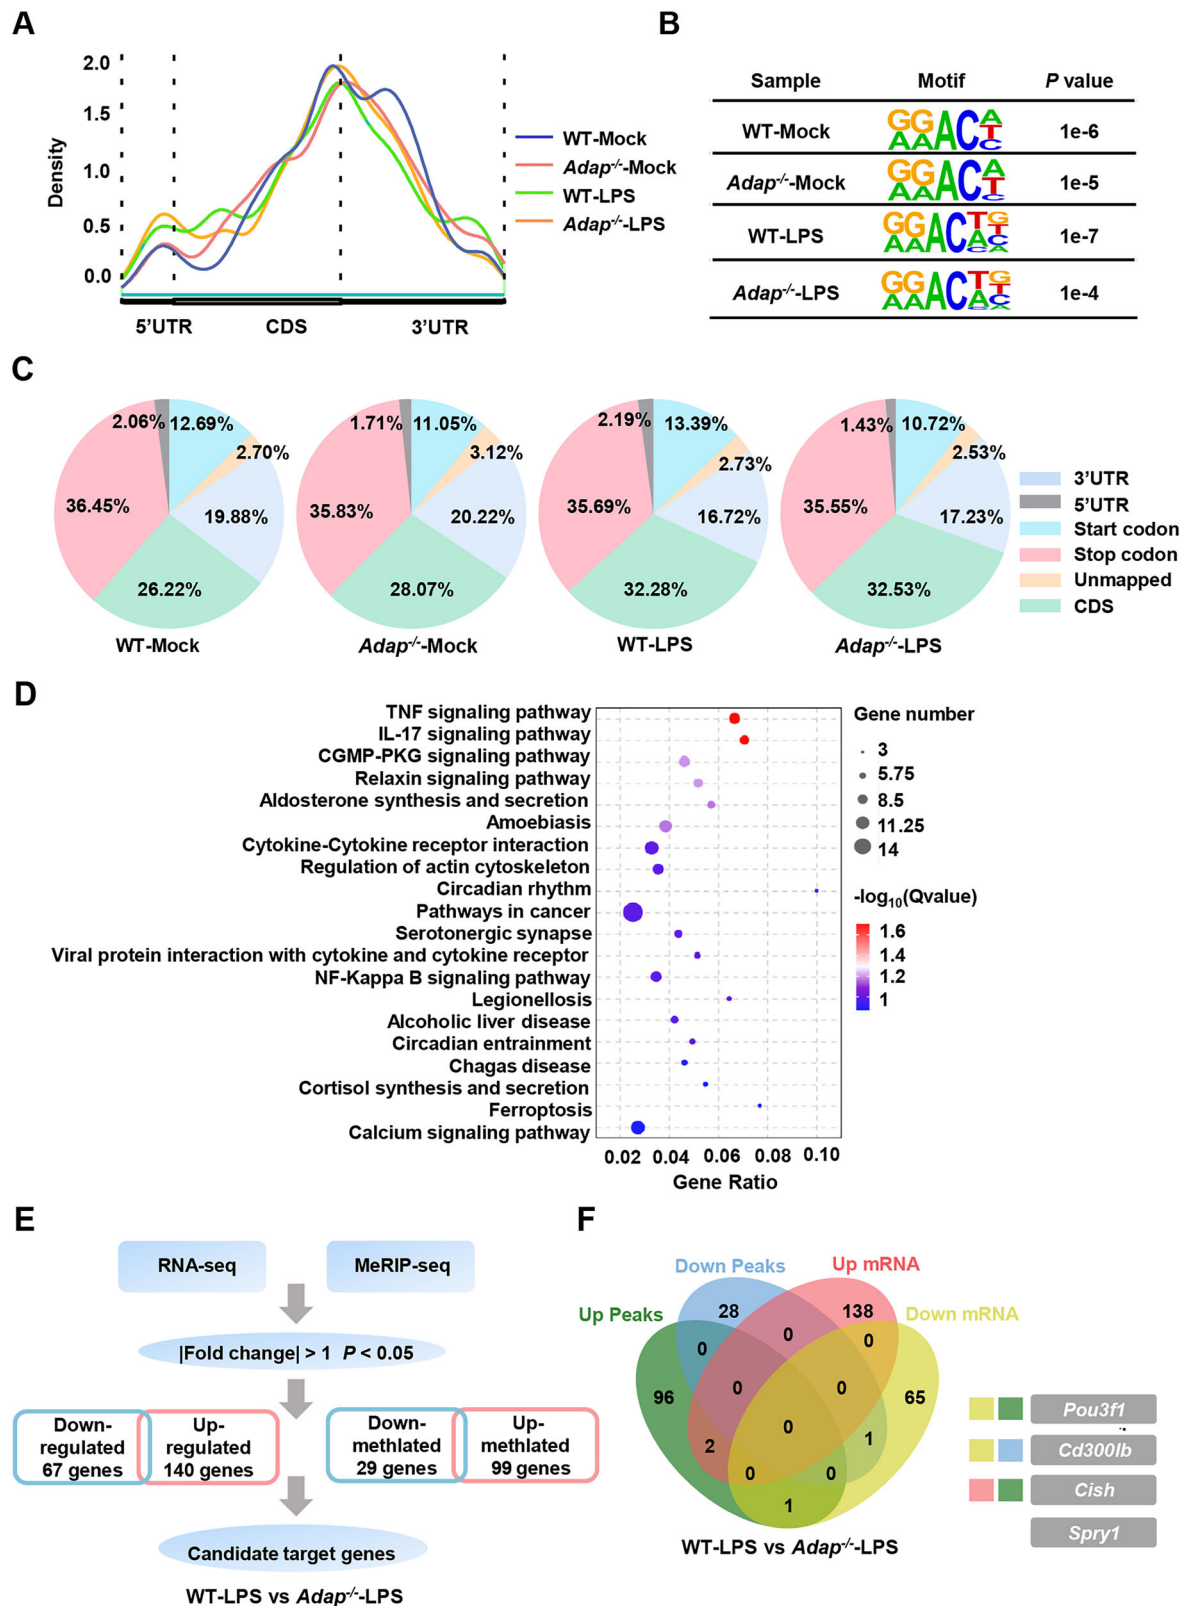 A
2.0
1.5
1.0
0.5
0.0
Density
5'UTR CDS 3'UTR
WT-Mock
Adap-/--Mock
WT-LPS
Adap-/--LPS
B
Sample Motif P value
WT-Mock GGACA AA T C 1e-6
Adap-/--Mock GGACA AA T C 1e-5
WT-LPS GGACTG AA A T C C A 1e-7
Adap-/--LPS GGACTG AA A T C C A 1e-4
C
2.06% 12.69% 2.70% 36.45% 19.88% 26.22%
WT-Mock
1.71% 11.05% 3.12% 35.83% 20.22% 28.07%
Adap-/--Mock
2.19% 13.39% 2.73% 35.69% 16.72% 32.28%
WT-LPS
1.43% 10.72% 2.53% 35.55% 17.23% 32.53%
Adap-/--LPS
3'UTR
5'UTR
Start codon
Stop codon
Unmapped
CDS
D
TNF signaling pathway
IL-17 signaling pathway
CGMP-PKG signaling pathway
Relaxin signaling pathway
Aldosterone synthesis and secretion
Amoebiasis
Cytokine-Cytokine receptor interaction
Regulation of actin cytoskeleton
Circadian rhythm
Pathways in cancer
Serotonergic synapse
Viral protein interaction with cytokine and cytokine receptor
NF-Kappa B signaling pathway
Legionellosis
Alcoholic liver disease
Circadian entrainment
Chagas disease
Cortisol synthesis and secretion
Ferroptosis
Calcium signaling pathway
0.02 0.04 0.06 0.08 0.10
Gene Ratio
Gene number
3
5.75
8.5
11.25
14
-log10(Qvalue)
1.6
1.4
1.2
1
E
RNA-seq MeRIP-seq
|Fold change| > 1 P < 0.05
Down-
regulated
67 genes
Up-
regulated
140 genes
Down-
methlated
29 genes
Up-
methlated
99 genes
Candidate target genes
WT-LPS vs Adap-/--LPS
F
Down Peaks Up mRNA
Up Peaks Down mRNA
28 138
0 0 0
96 0 0 65
0
2 1
0 0
1
WT-LPS vs Adap-/--LPS
Pou3f1
Cd300lb
Cish
Spry1